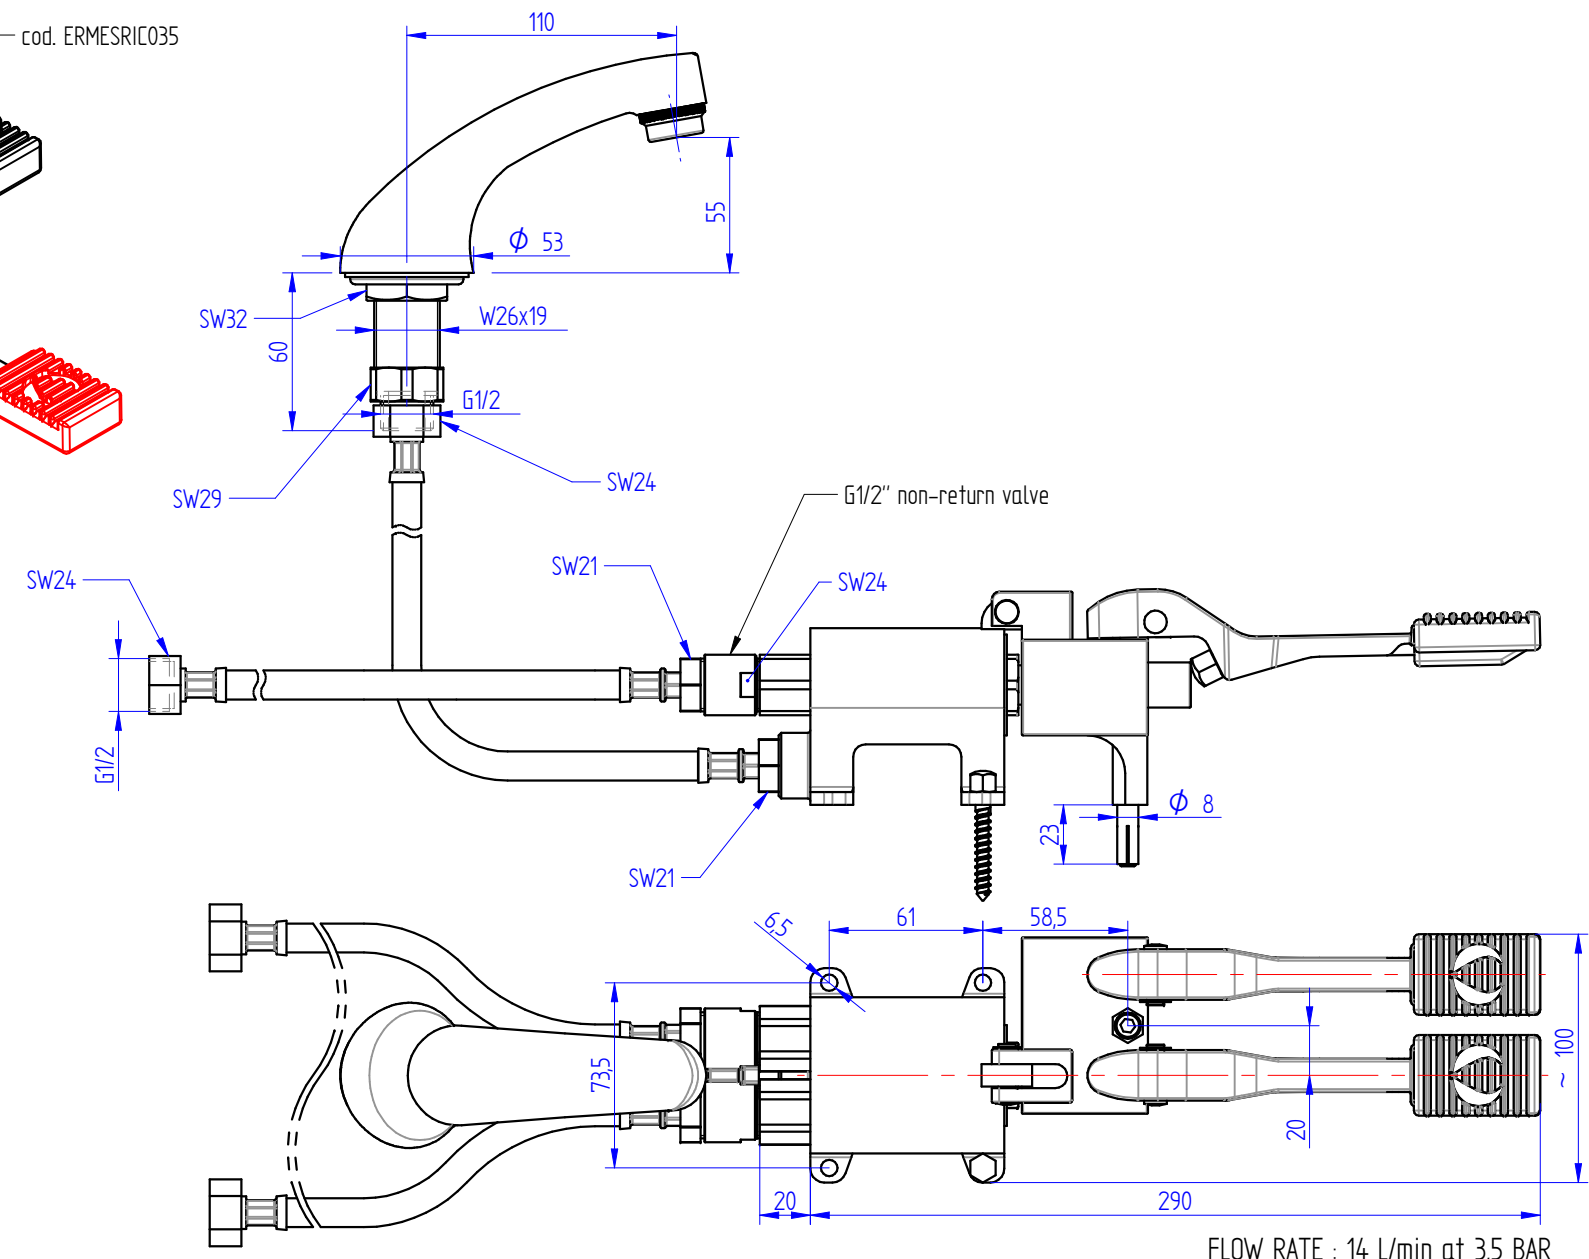 cod. ERMESRIC035
110
55
Φ 53
SW32
W26x19
60
G1/2
SW29
SW24
G1/2" non-return valve
SW24
SW21
SW24
G1/2
SW21
23
Φ 8
6,5
61
58,5
73,5
~ 100
20
20
290
FLOW RATE : 14 L/min at 3,5 BAR